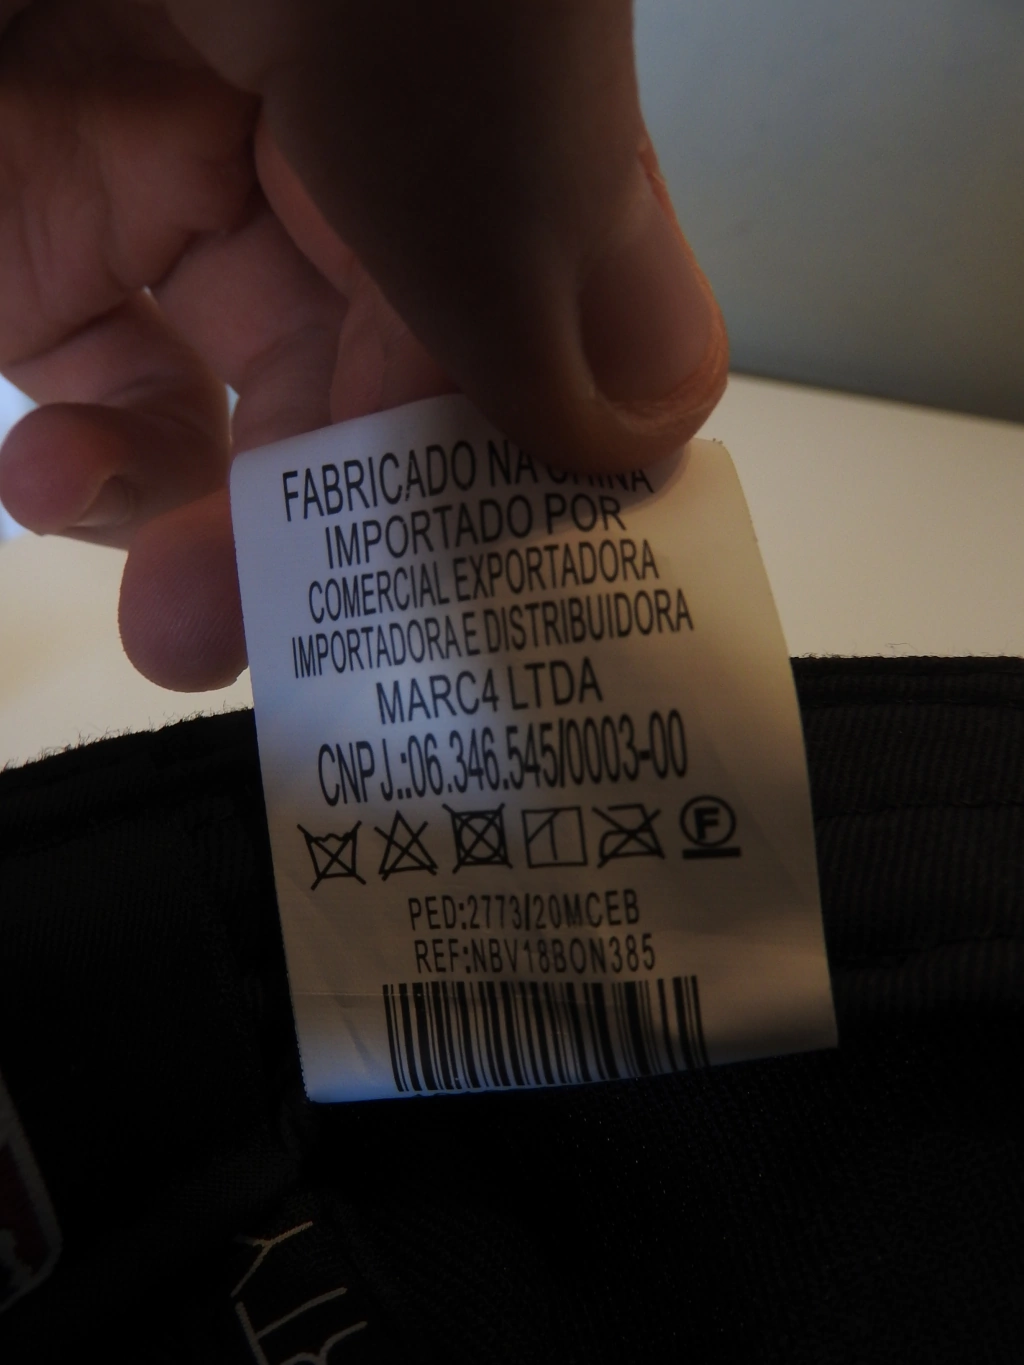 FABRICADO NA CHINA
IMPORTADO POR
COMERCIAL EXPORTADORA
IMPORTADORA E DISTRIBUIDORA
MARC4 LTDA
CNPJ.:06.346.545/0003-00
F
PED:2773/20MCEB
REF:NBV18BON385